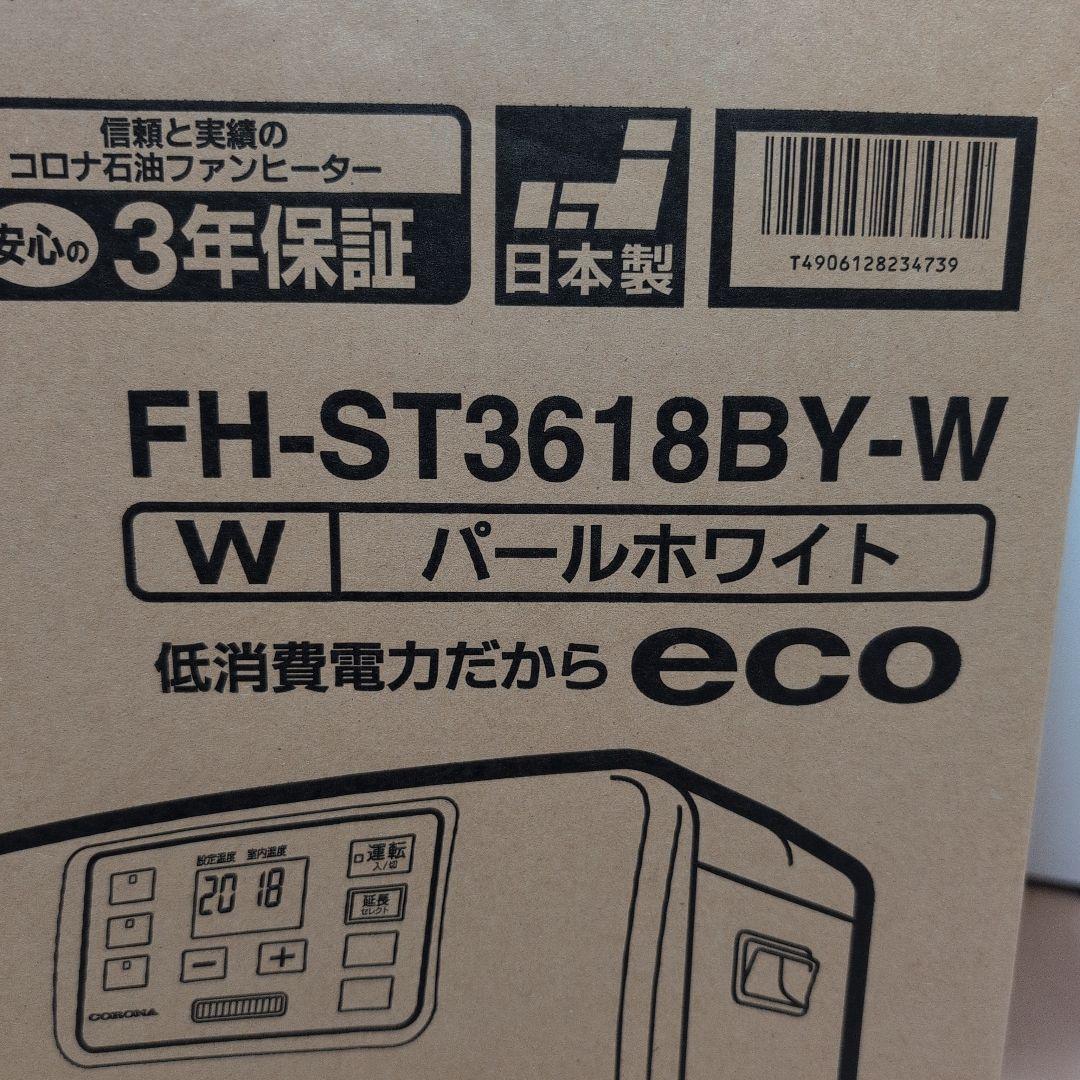 信頼と実績の
コロナ石油ファンヒーター
安心の 3年保証
日本製
T4906128234739
FH-ST3618BY-W
W パールホワイト
低消費電力だから eco
設定温度 室内温度
20 18
運転
入/切
延長
セレクト
− +
CORONA